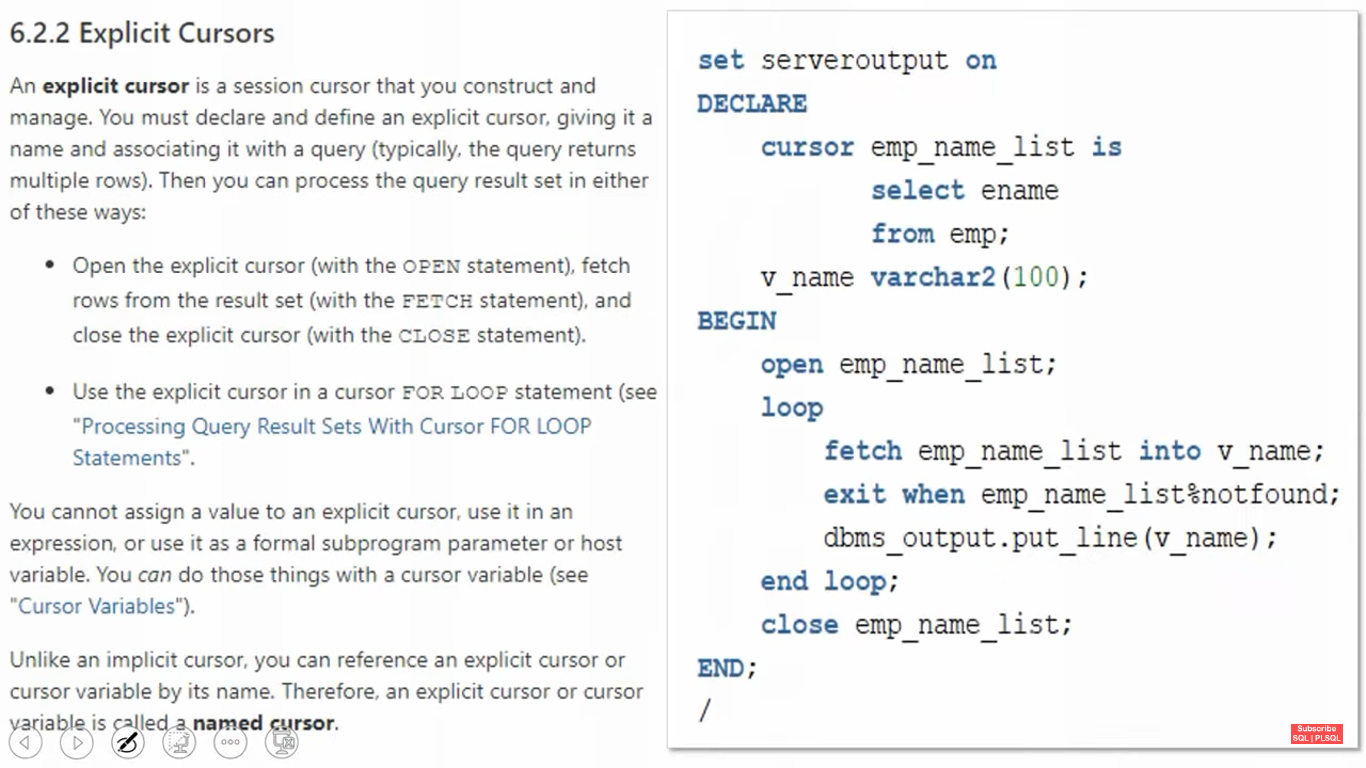 6.2.2 Explicit Cursors
An explicit cursor is a session cursor that you construct and
manage. You must declare and define an explicit cursor, giving it a
name and associating it with a query (typically, the query returns
multiple rows). Then you can process the query result set in either
of these ways:
• Open the explicit cursor (with the OPEN statement), fetch
rows from the result set (with the FETCH statement), and
close the explicit cursor (with the CLOSE statement).
• Use the explicit cursor in a cursor FOR LOOP statement (see
"Processing Query Result Sets With Cursor FOR LOOP
Statements".
You cannot assign a value to an explicit cursor, use it in an
expression, or use it as a formal subprogram parameter or host
variable. You can do those things with a cursor variable (see
"Cursor Variables").
Unlike an implicit cursor, you can reference an explicit cursor or
cursor variable by its name. Therefore, an explicit cursor or cursor
variable is called a named cursor.
set serveroutput on
DECLARE
cursor emp_name_list is
select ename
from emp;
v_name varchar2(100);
BEGIN
open emp_name_list;
loop
fetch emp_name_list into v_name;
exit when emp_name_list%notfound;
dbms_output.put_line(v_name);
end loop;
close emp_name_list;
END;
/
Subscribe
SQL | PLSQL